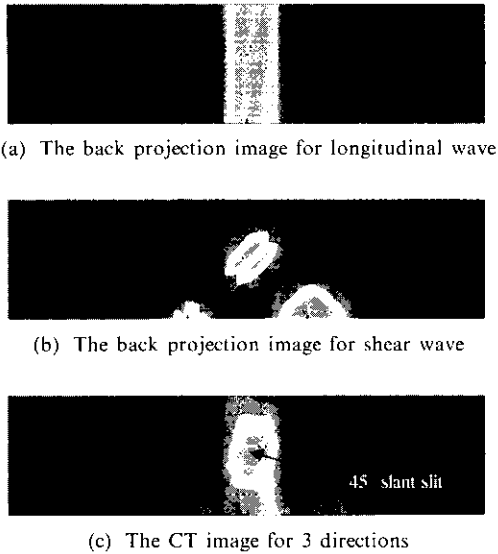 (a) The back projection image for longitudinal wave
(b) The back projection image for shear wave
45 slant slit
(c) The CT image for 3 directions